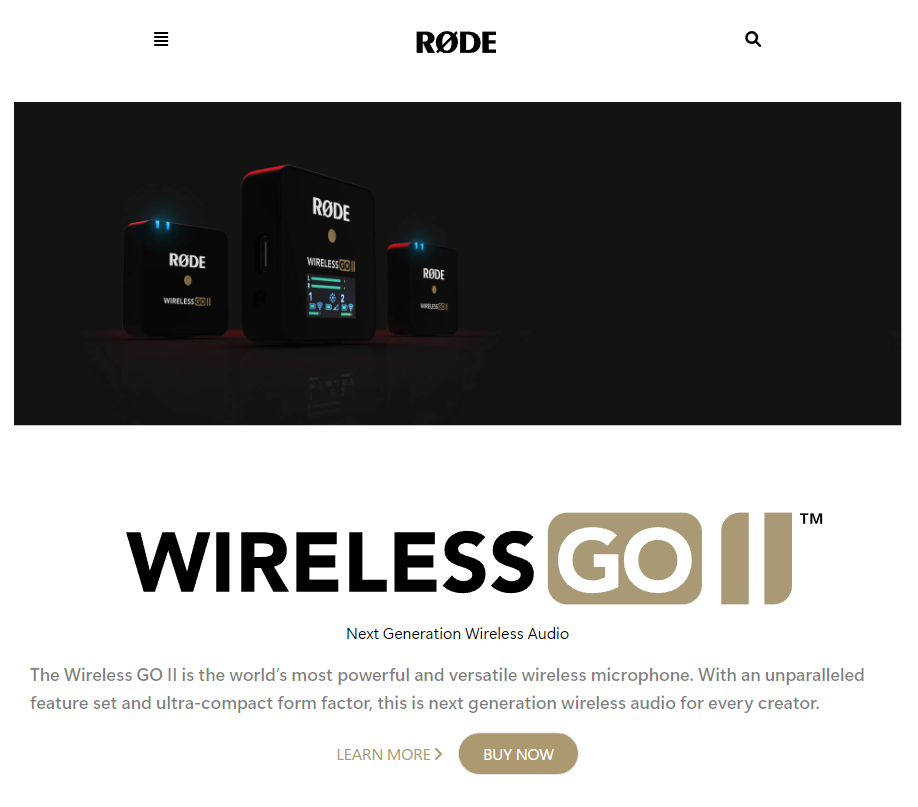 RØDE
RØDE
WIRELESS GO II
RØDE
WIRELESS GO II
L
R
1 2
RØDE
WIRELESS GO II
WIRELESS GO II™
Next Generation Wireless Audio
The Wireless GO II is the world’s most powerful and versatile wireless microphone. With an unparalleled
feature set and ultra-compact form factor, this is next generation wireless audio for every creator.
LEARN MORE
BUY NOW